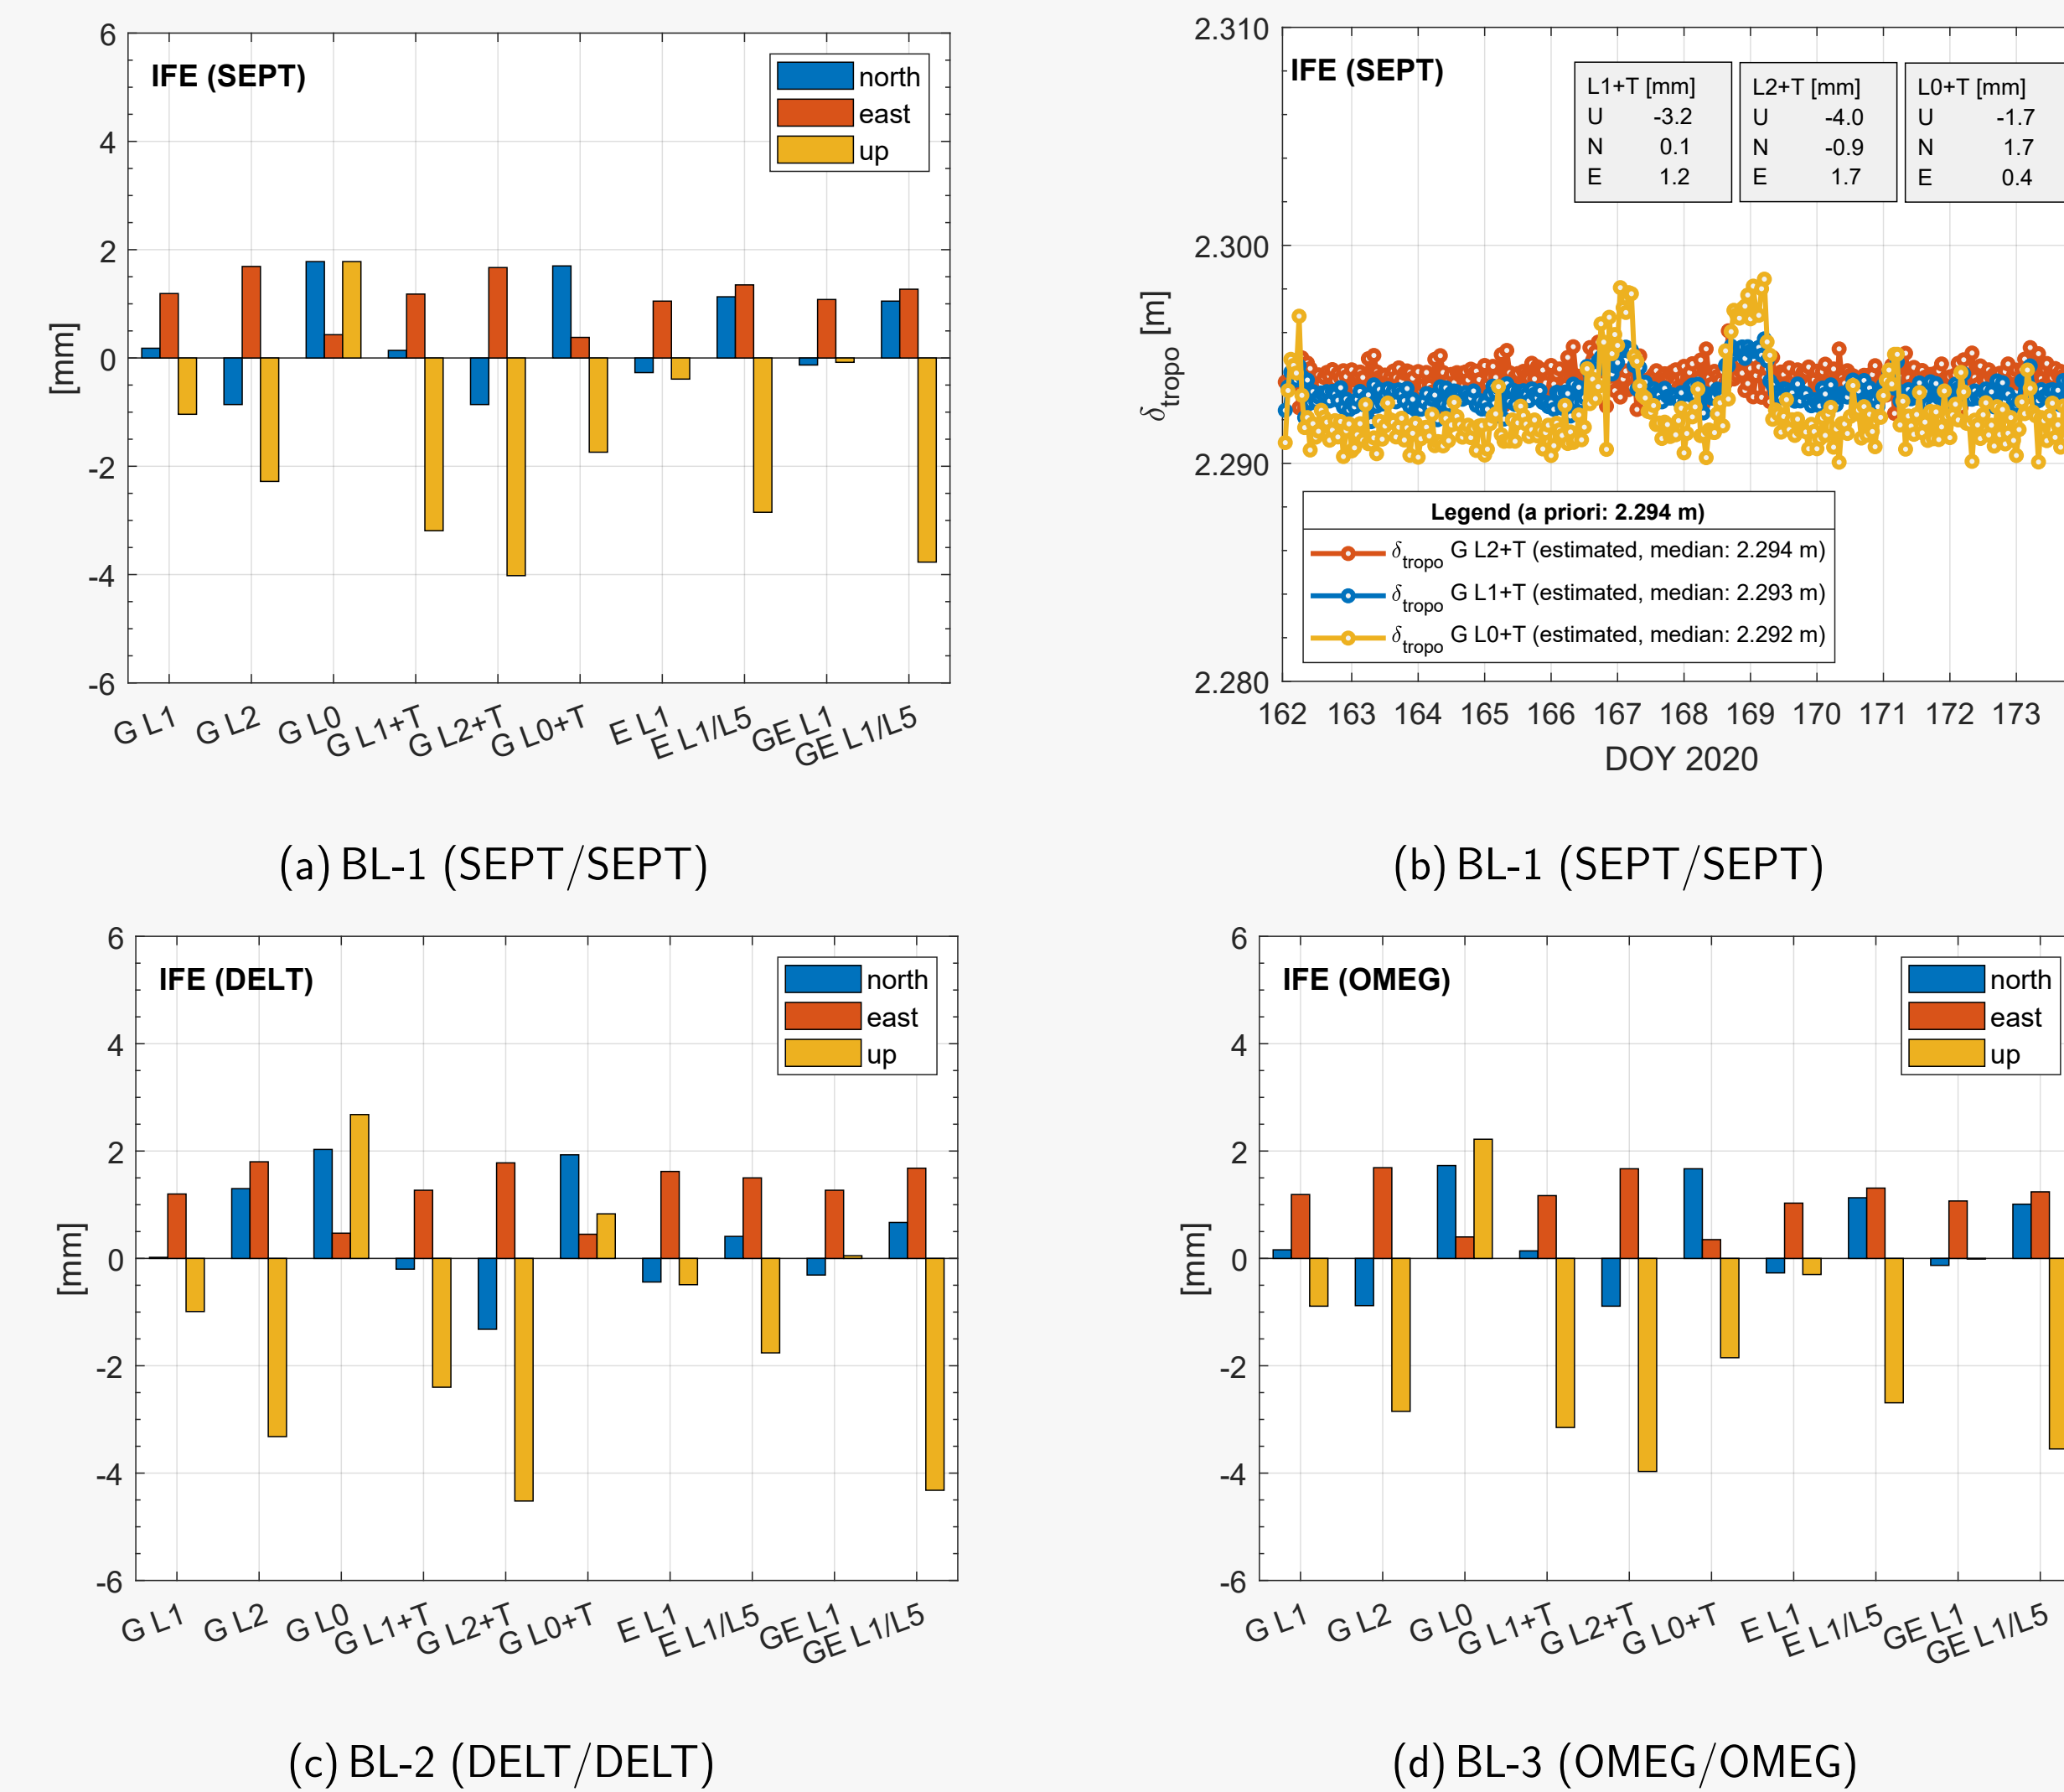 IFE (SEPT)
north
east
up
6
4
2
0
-2
-4
-6
[mm]
G L1
G L2
G L0
G L1+T
G L2+T
G L0+T
E L1
E L1/L5
GE L1
GE L1/L5
(a) BL-1 (SEPT/SEPT)
IFE (SEPT)
L1+T [mm]
U -3.2
N 0.1
E 1.2
L2+T [mm]
U -4.0
N -0.9
E 1.7
L0+T [mm]
U -1.7
N 1.7
E 0.4
2.310
2.300
2.290
2.280
δtropo [m]
Legend (a priori: 2.294 m)
δtropo G L2+T (estimated, median: 2.294 m)
δtropo G L1+T (estimated, median: 2.293 m)
δtropo G L0+T (estimated, median: 2.292 m)
162 163 164 165 166 167 168 169 170 171 172 173
DOY 2020
(b) BL-1 (SEPT/SEPT)
IFE (DELT)
north
east
up
6
4
2
0
-2
-4
-6
[mm]
G L1
G L2
G L0
G L1+T
G L2+T
G L0+T
E L1
E L1/L5
GE L1
GE L1/L5
(c) BL-2 (DELT/DELT)
IFE (OMEG)
north
east
up
6
4
2
0
-2
-4
-6
[mm]
G L1
G L2
G L0
G L1+T
G L2+T
G L0+T
E L1
E L1/L5
GE L1
GE L1/L5
(d) BL-3 (OMEG/OMEG)